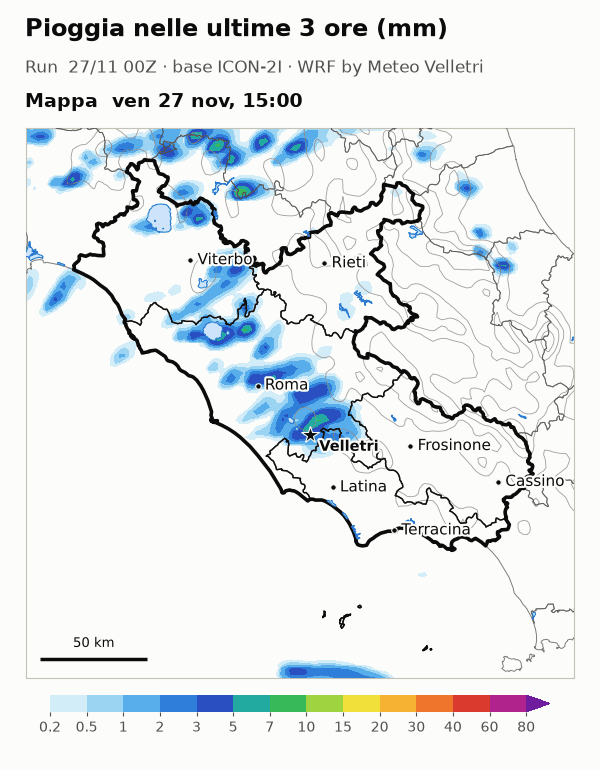 Pioggia nelle ultime 3 ore (mm)
Run  27/11 00Z · base ICON-2I · WRF by Meteo Velletri
Mappa  ven 27 nov, 15:00
Viterbo
Rieti
Roma
Velletri
Frosinone
Cassino
Latina
Terracina
50 km
0.2 0.5 1 2 3 5 7 10 15 20 30 40 60 80